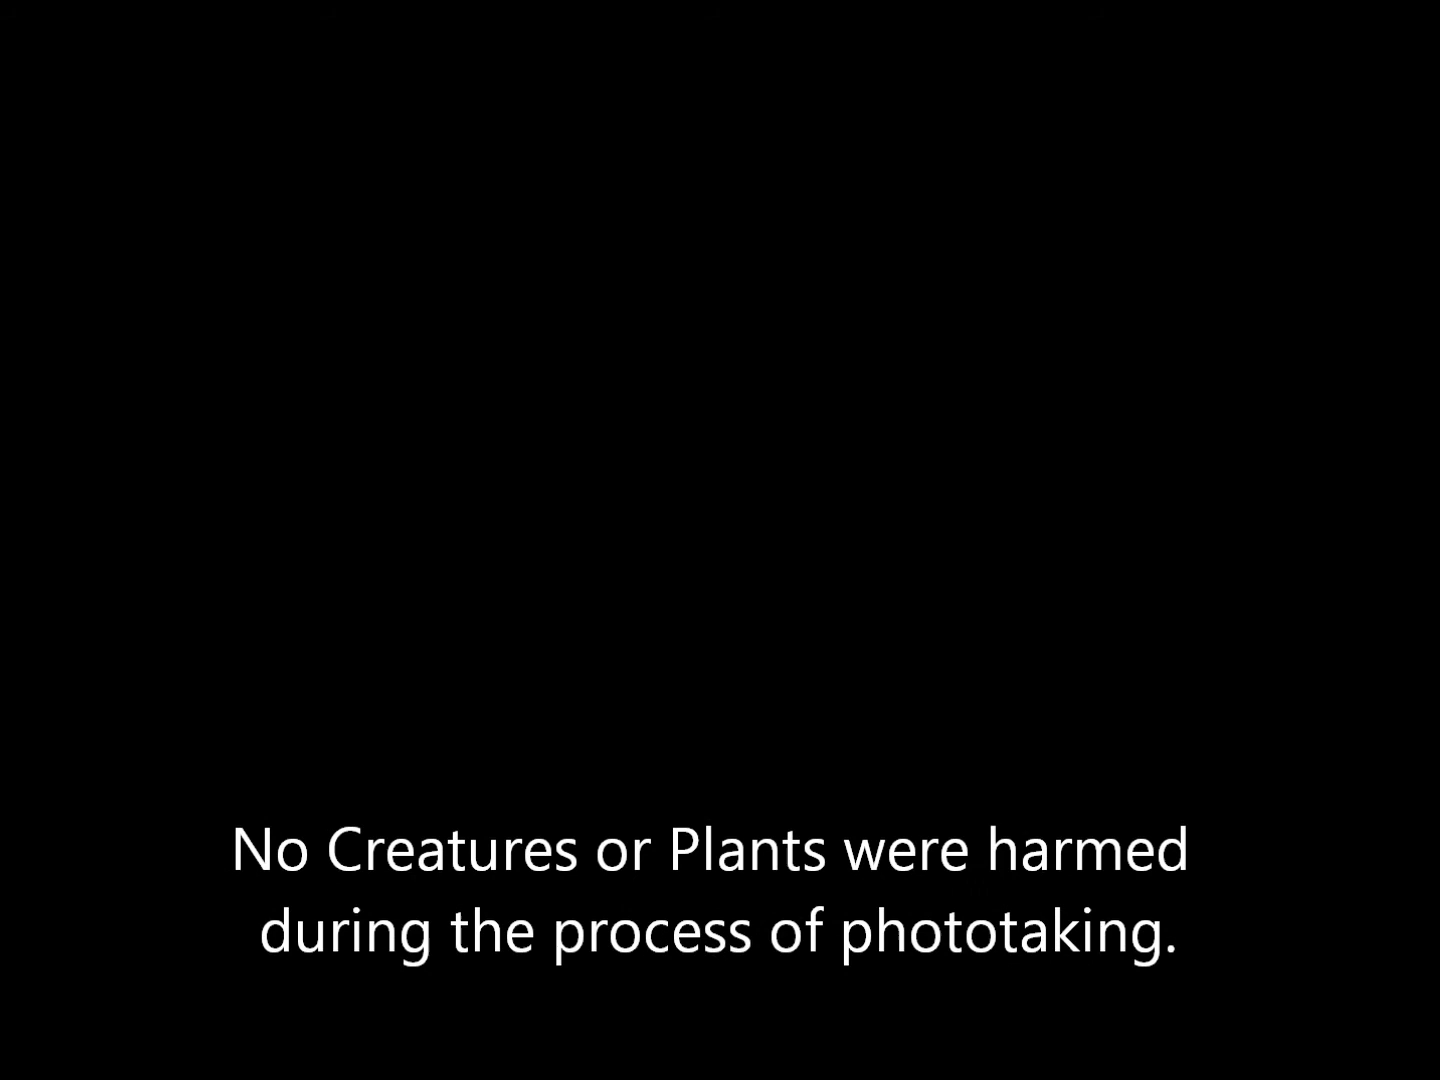 No Creatures or Plants were harmed
during the process of phototaking.